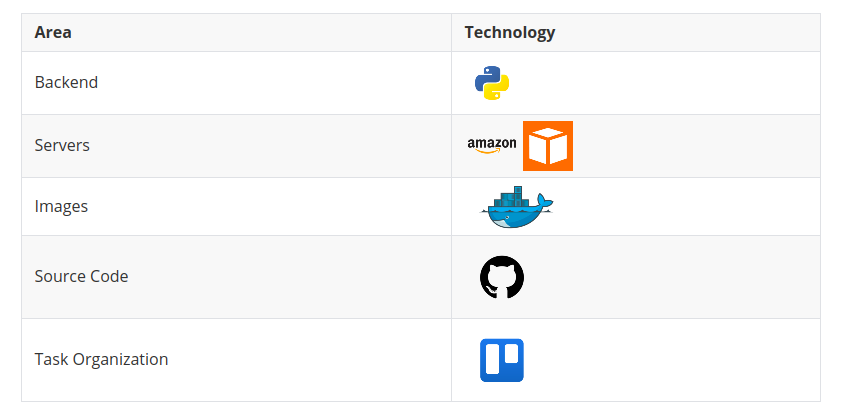 Area Technology
Backend
Servers amazon
Images
Source Code
Task Organization